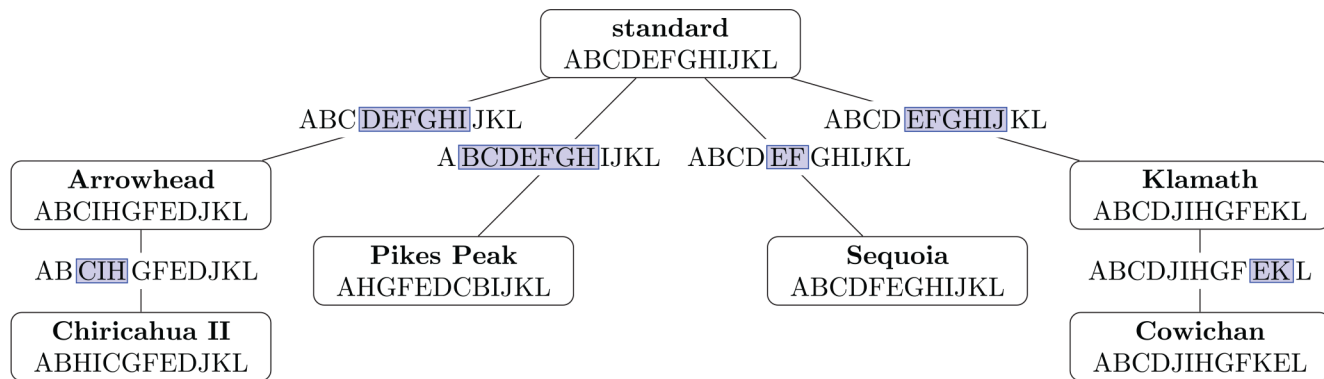 standard
ABCDEFGHIJKL
ABCDEFGHIJKL
ABCDEFGHIJKL
ABCDEFGHIJKL
ABCDEFGHIJKL
Arrowhead
ABCIHGFEDJKL
Klamath
ABCDJIHGFEKL
Pikes Peak
AHGFEDCBIJKL
Sequoia
ABCDFEGHIJKL
ABCIHGFEDJKL
ABCDJIHGFEKL
Chiricahua II
ABHICGFEDJKL
Cowichan
ABCDJIHGFKEL